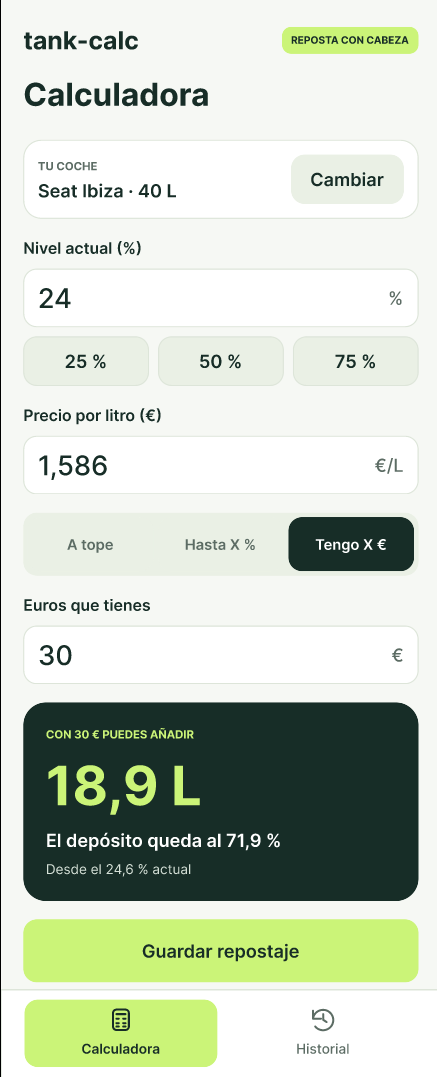 tank-calc
REPOSTA CON CABEZA
Calculadora
TU COCHE
Seat Ibiza · 40 L
Cambiar
Nivel actual (%)
24 %
25 % 50 % 75 %
Precio por litro (€)
1,586 €/L
A tope Hasta X % Tengo X €
Euros que tienes
30 €
CON 30 € PUEDES AÑADIR
18,9 L
El depósito queda al 71,9 %
Desde el 24,6 % actual
Guardar repostaje
Calculadora Historial